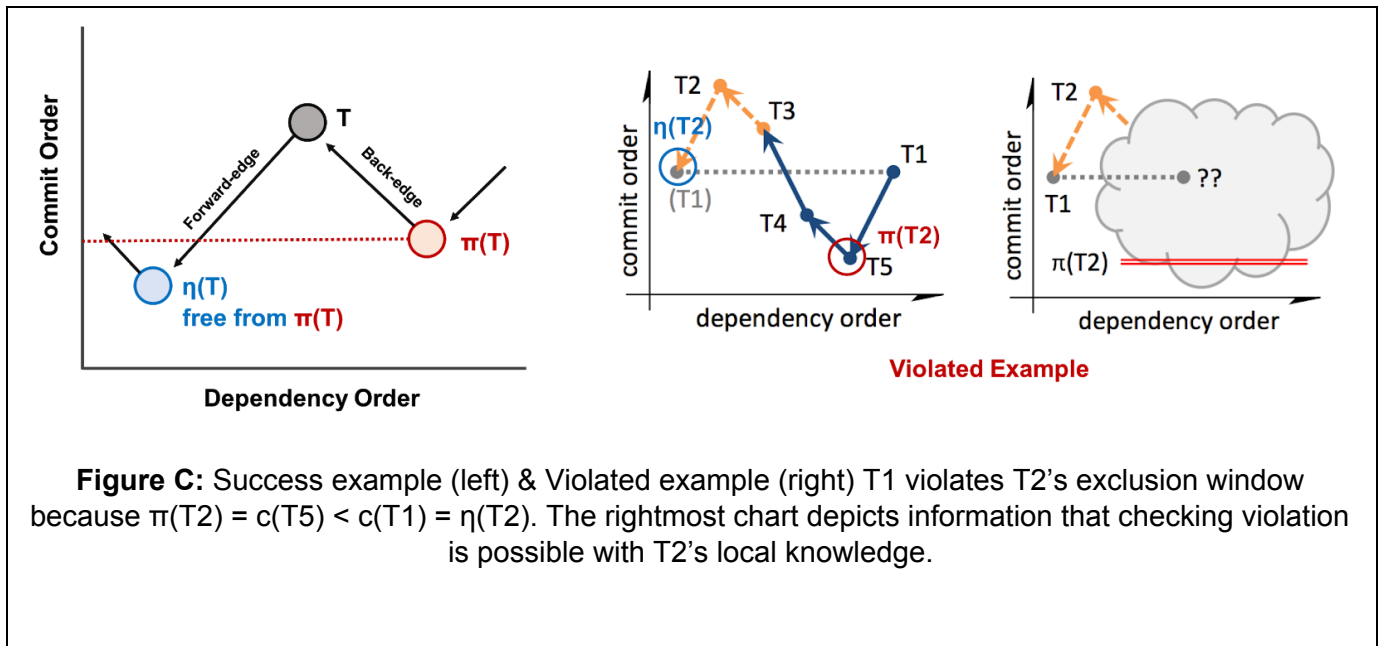 Commit Order
Forward-edge
T
Back-edge
π(T)
η(T)
free from π(T)
Dependency Order
commit order
T2
η(T2)
T3
T1
(T1)
T4
π(T2)
T5
dependency order
commit order
T2
T1
??
π(T2)
dependency order
Violated Example
Figure C: Success example (left) & Violated example (right) T1 violates T2’s exclusion window
because π(T2) = c(T5) < c(T1) = η(T2). The rightmost chart depicts information that checking violation
is possible with T2’s local knowledge.